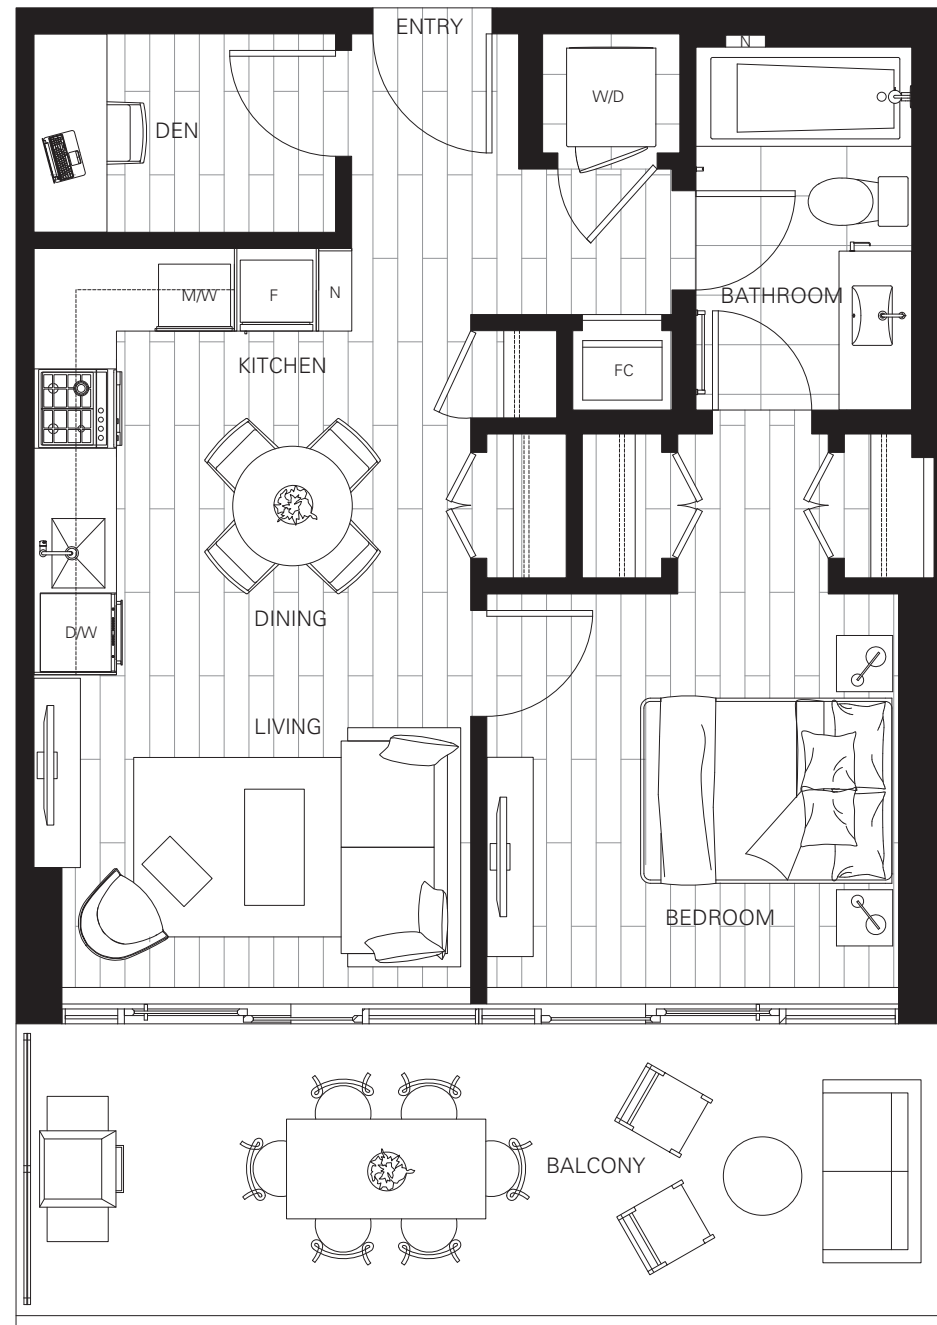 ENTRY
N
W/D
DEN
M/W
F
N
BATHROOM
KITCHEN
FC
DINING
D/W
LIVING
BEDROOM
BALCONY